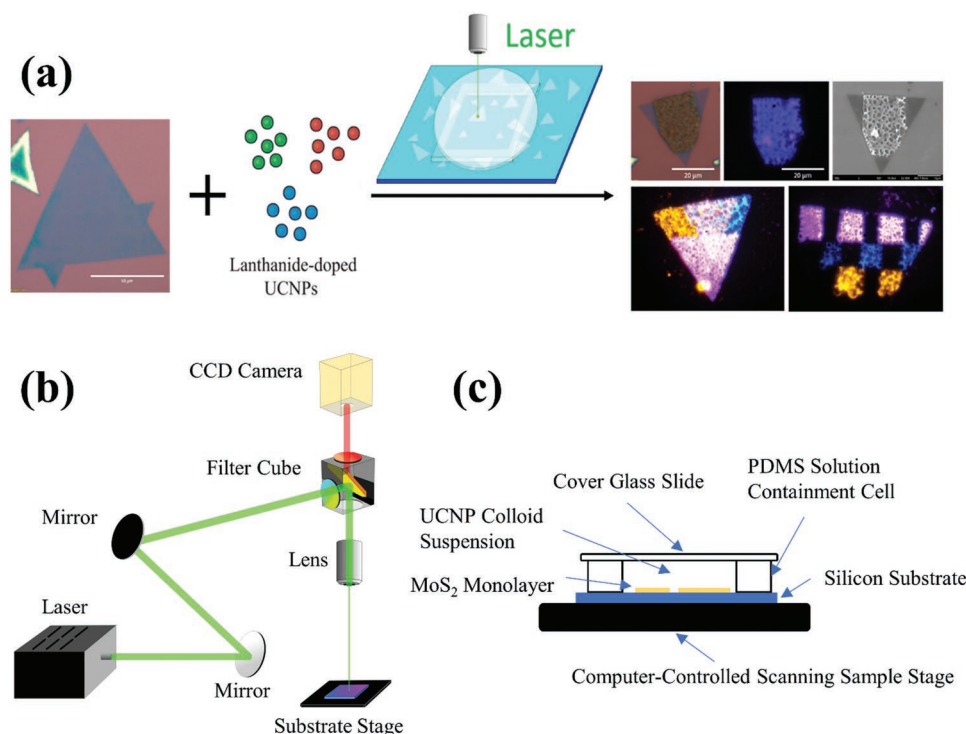 (a)
Laser
+
Lanthanide-doped
UCNPs
20 μm
20 μm
(b)
CCD Camera
Filter Cube
Mirror
Lens
Laser
Mirror
Substrate Stage
(c)
Cover Glass Slide
PDMS Solution
Containment Cell
UCNP Colloid
Suspension
MoS₂ Monolayer
Silicon Substrate
Computer-Controlled Scanning Sample Stage